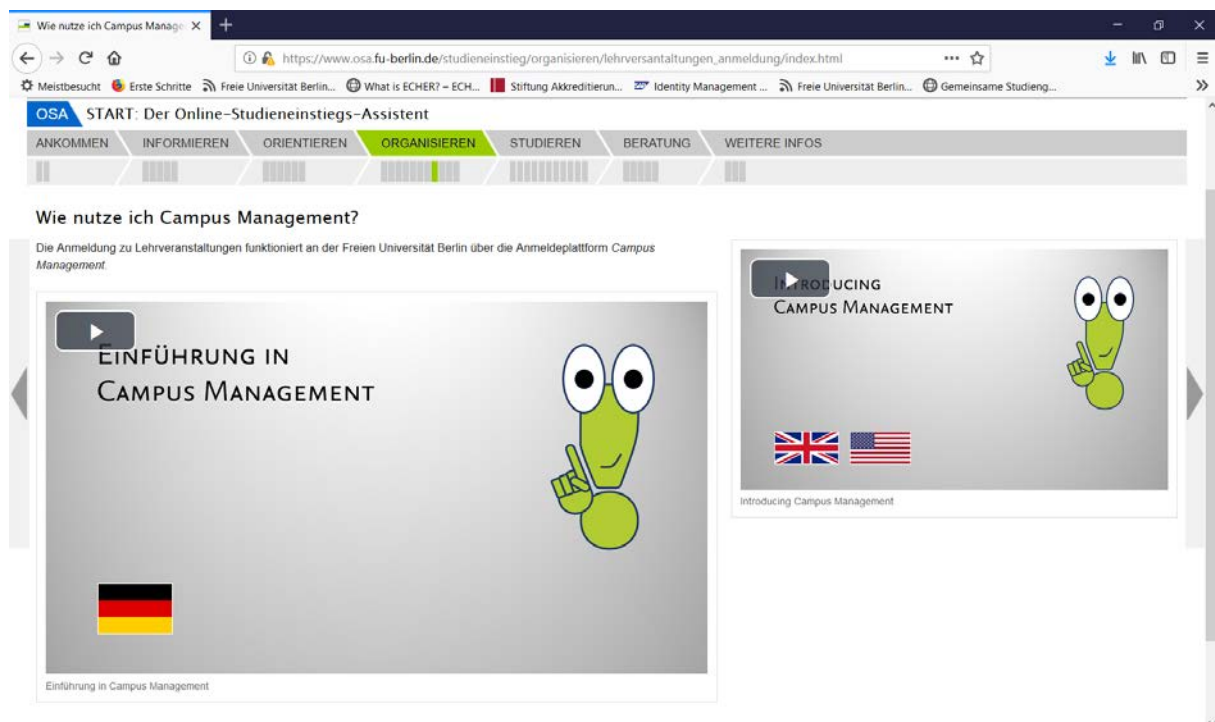 Wie nutze ich Campus Manage
https://www.osa.fu-berlin.de/studieneinstieg/organisieren/lehrversantaltungen_anmeldung/index.html
Meistbesucht Erste Schritte Freie Universität Berlin... What is ECHER? – ECH... Stiftung Akkreditierun... Identity Management ... Freie Universität Berlin... Gemeinsame Studieng...
OSA START: Der Online-Studieneinstiegs-Assistent
ANKOMMEN INFORMIEREN ORIENTIEREN ORGANISIEREN STUDIEREN BERATUNG WEITERE INFOS
Wie nutze ich Campus Management?
Die Anmeldung zu Lehrveranstaltungen funktioniert an der Freien Universität Berlin über die Anmeldeplattform Campus
Management.
EINFÜHRUNG IN
CAMPUS MANAGEMENT
Einführung in Campus Management
INTRODUCING
CAMPUS MANAGEMENT
Introducing Campus Management